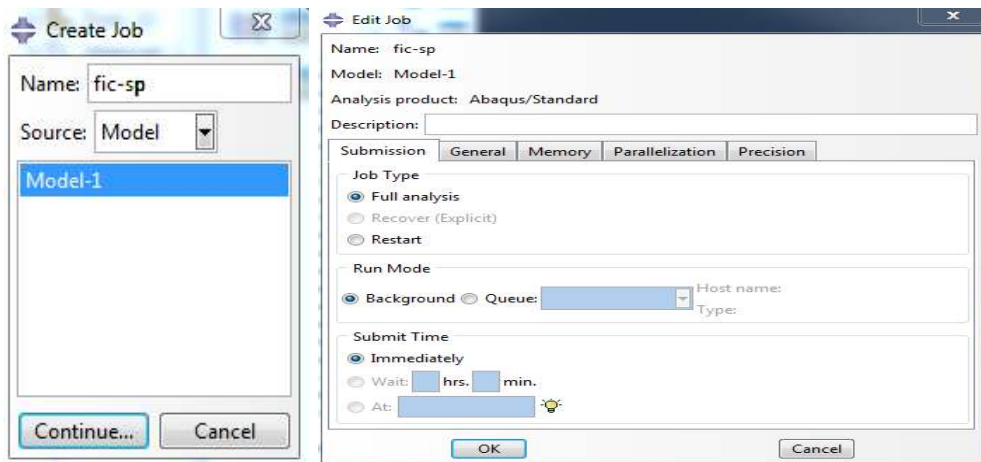 Create Job
Name: fic-sp
Source: Model
Model-1
Continue... Cancel
Edit Job
Name: fic-sp
Model: Model-1
Analysis product: Abaqus/Standard
Description:
Submission General Memory Parallelization Precision
Job Type
Full analysis
Recover (Explicit)
Restart
Run Mode
Background Queue: Host name:
Type:
Submit Time
Immediately
Wait: hrs. min.
At:
OK Cancel